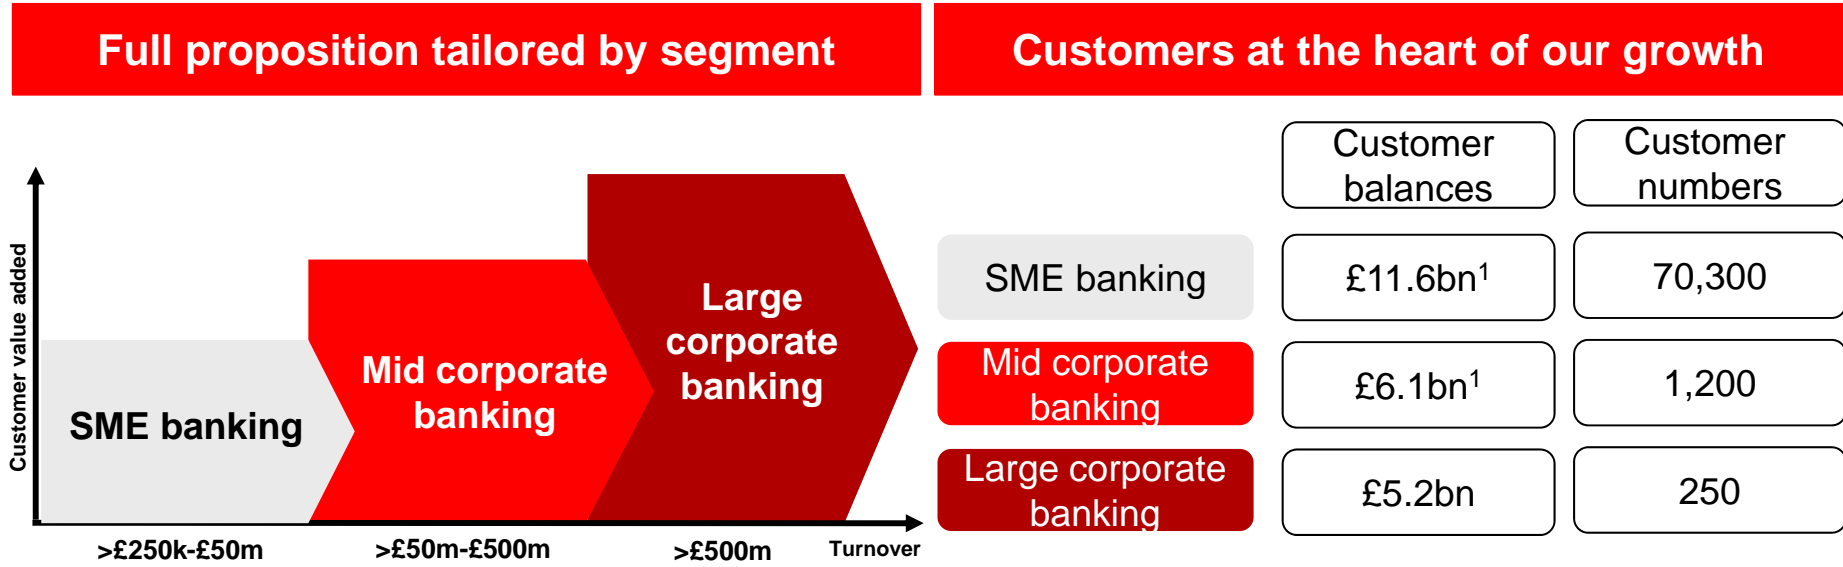 Full proposition tailored by segment
Customer value added
SME banking
Mid corporate
banking
Large
corporate
banking
>£250k-£50m
>£50m-£500m
>£500m
Turnover
Customers at the heart of our growth
Customer
balances
Customer
numbers
SME banking
£11.6bn¹
70,300
Mid corporate
banking
£6.1bn¹
1,200
Large corporate
banking
£5.2bn
250